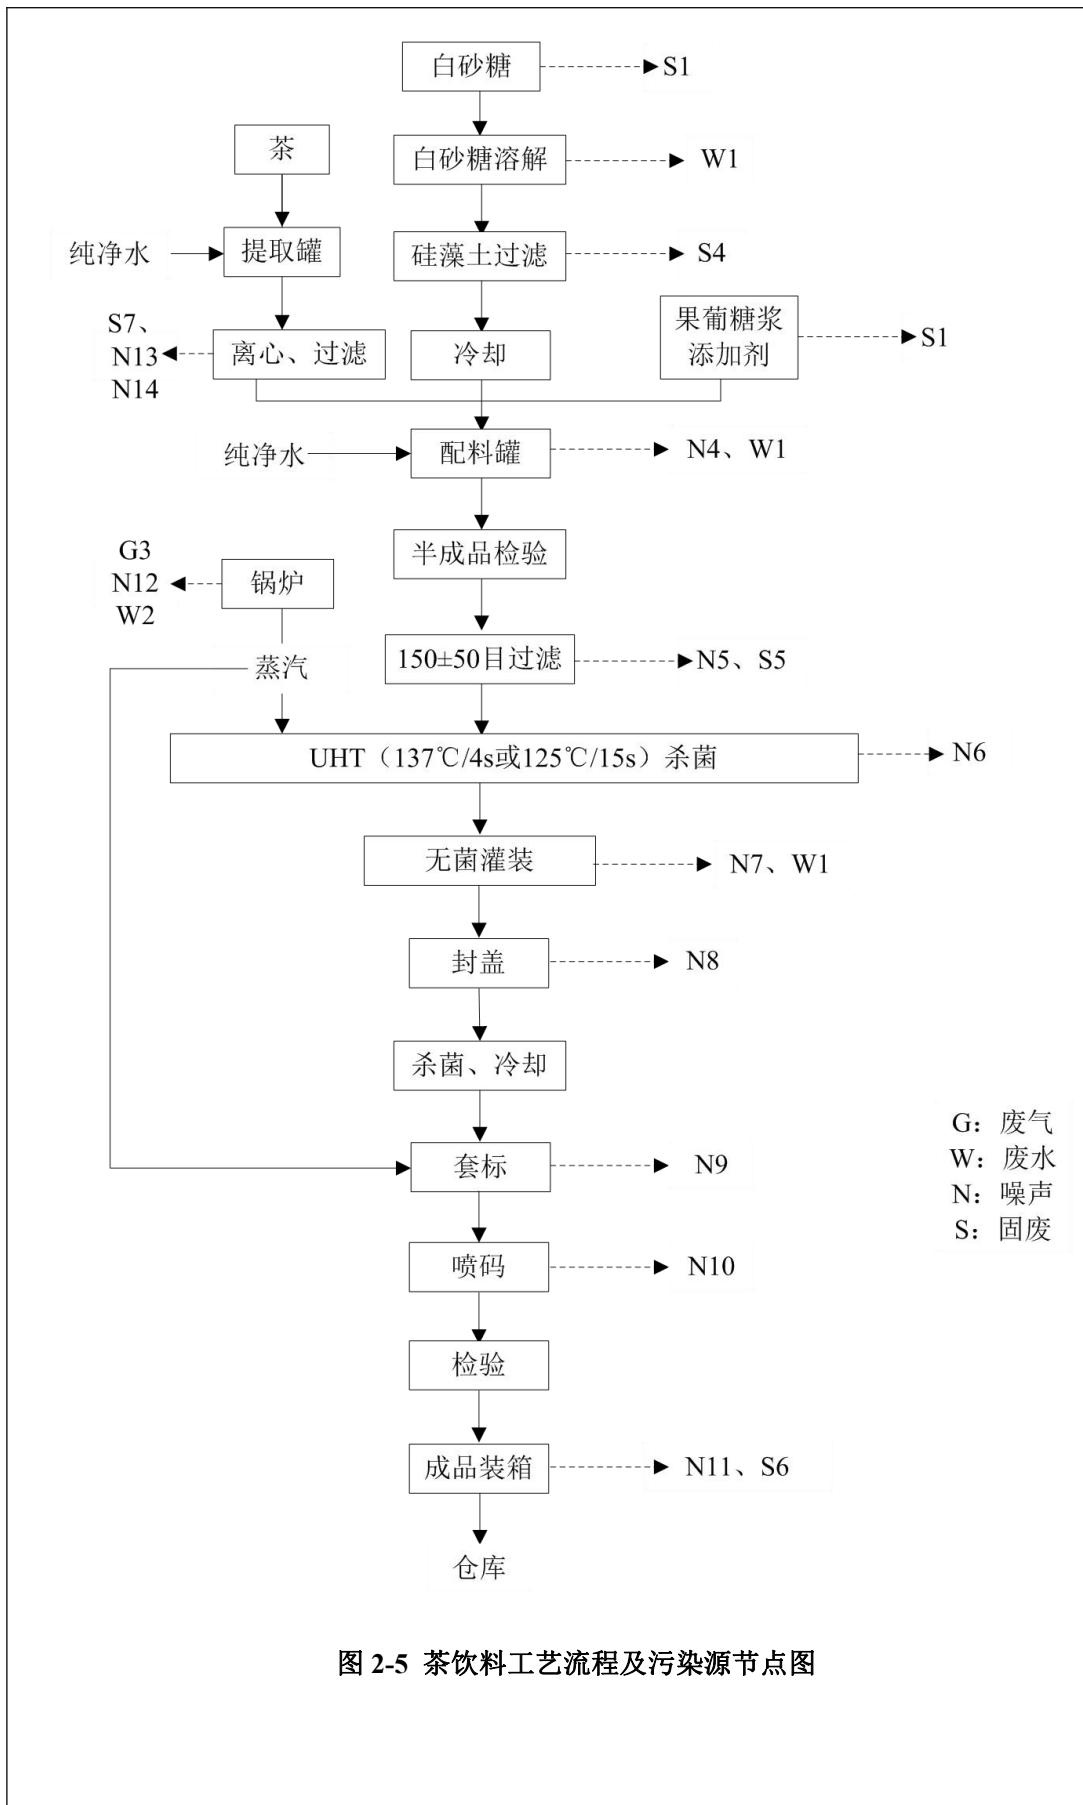 白砂糖
S1
茶
白砂糖溶解
W1
纯净水
提取罐
硅藻土过滤
S4
S7、
N13
N14
离心、过滤
冷却
果葡糖浆
添加剂
S1
纯净水
配料罐
N4、W1
半成品检验
G3
N12
W2
锅炉
蒸汽
150±50目过滤
N5、S5
UHT（137℃/4s或125℃/15s）杀菌
N6
无菌灌装
N7、W1
封盖
N8
杀菌、冷却
套标
N9
G：废气
W：废水
N：噪声
S：固废
喷码
N10
检验
成品装箱
N11、S6
仓库
图 2-5 茶饮料工艺流程及污染源节点图